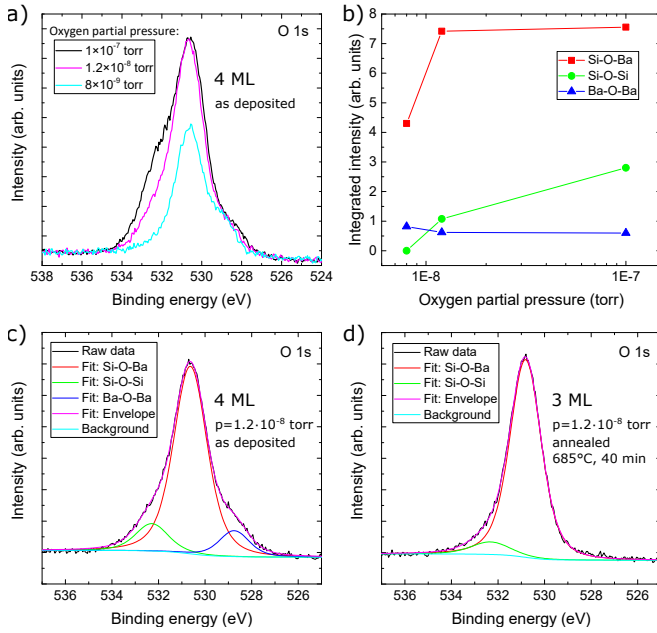 a)
Oxygen partial pressure:
1×10⁻⁷ torr
1.2×10⁻⁸ torr
8×10⁻⁹ torr
O 1s
4 ML
as deposited
Intensity (arb. units)
538 536 534 532 530 528 526 524
Binding energy (eV)
b)
Si-O-Ba
Si-O-Si
Ba-O-Ba
Integrated intensity (arb. units)
8
7
6
5
4
3
2
1
0
1E-8 1E-7
Oxygen partial pressure (torr)
c)
Raw data
Fit: Si-O-Ba
Fit: Si-O-Si
Fit: Ba-O-Ba
Fit: Envelope
Background
O 1s
4 ML
p=1.2·10⁻⁸ torr
as deposited
Intensity (arb. units)
536 534 532 530 528 526
Binding energy (eV)
d)
Raw data
Fit: Si-O-Ba
Fit: Si-O-Si
Fit: Envelope
Background
O 1s
3 ML
p=1.2·10⁻⁸ torr
annealed
685°C, 40 min
Intensity (arb. units)
536 534 532 530 528 526
Binding energy (eV)